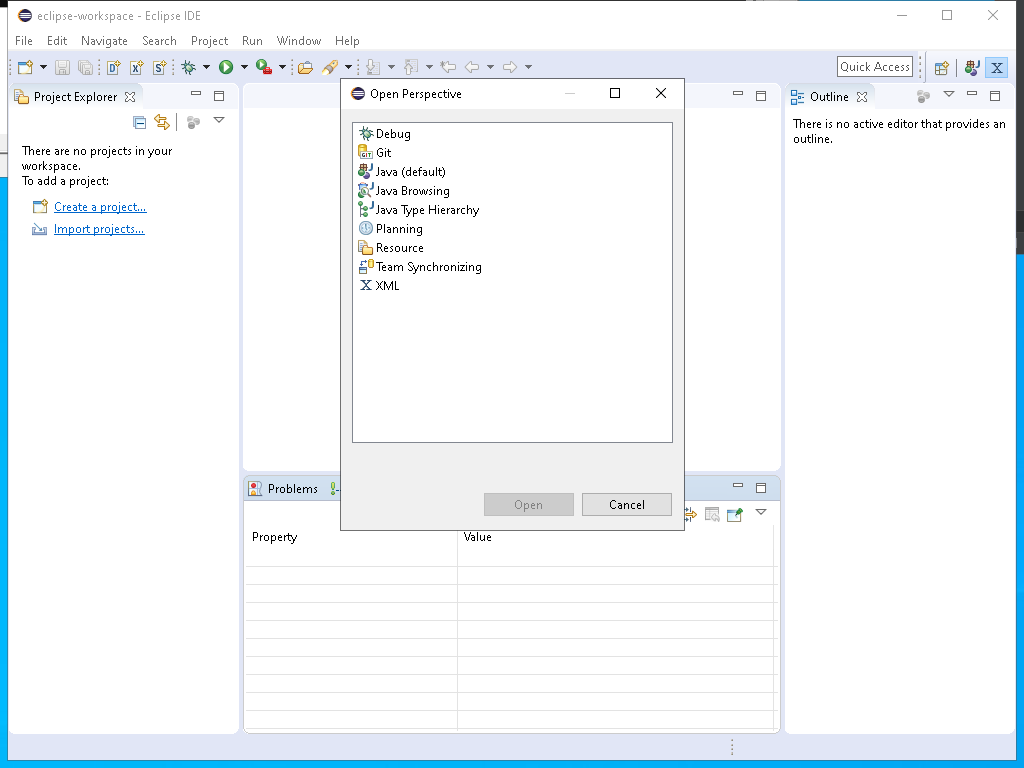 eclipse-workspace - Eclipse IDE
File Edit Navigate Search Project Run Window Help
Quick Access
Project Explorer
There are no projects in your
workspace.
To add a project:
Create a project...
Import projects...
Open Perspective
Debug
Git
Java (default)
Java Browsing
Java Type Hierarchy
Planning
Resource
Team Synchronizing
XML
Open Cancel
Outline
There is no active editor that provides an
outline.
Problems
Property Value